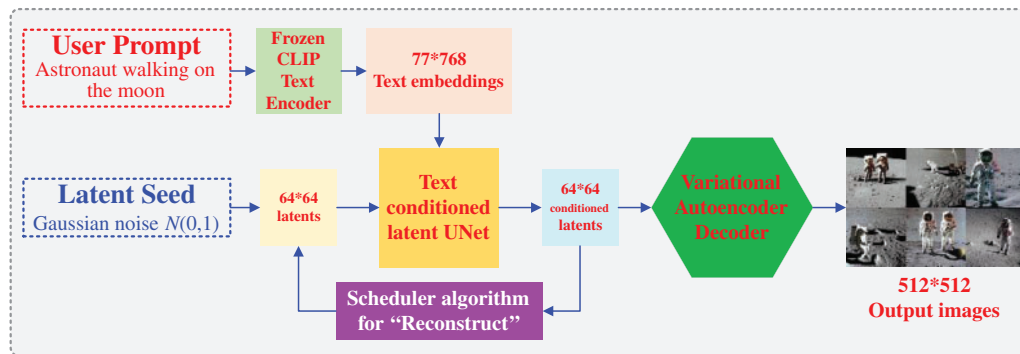 User Prompt
Astronaut walking on
the moon
Frozen
CLIP
Text
Encoder
77*768
Text embeddings
Latent Seed
Gaussian noise N(0,1)
64*64
latents
Text
conditioned
latent UNet
64*64
conditioned
latents
Variational
Autoencoder
Decoder
512*512
Output images
Scheduler algorithm
for “Reconstruct”